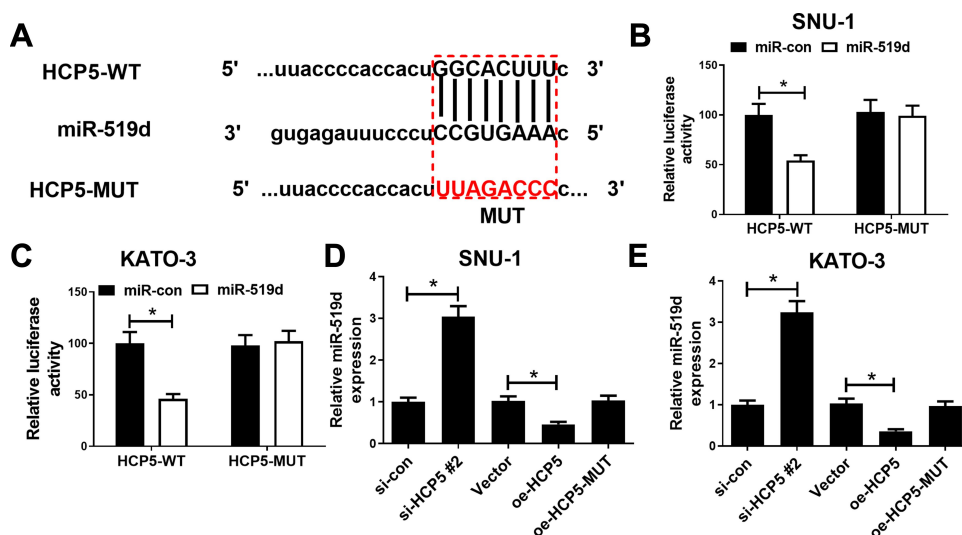 A
HCP5-WT 5' ...uuaccccaccacuGGCACUUUc 3'
miR-519d 3' gugagauuucccuCCGUGAAAc 5'
HCP5-MUT 5' ...uuaccccaccacuUUAGACCCc... 3'
MUT
B
SNU-1
miR-con miR-519d
Relative luciferase
activity
150
100
50
0
*
HCP5-WT HCP5-MUT
C
KATO-3
miR-con miR-519d
Relative luciferase
activity
150
100
50
0
*
HCP5-WT HCP5-MUT
D
SNU-1
Relative miR-519d
expression
4
3
2
1
0
*
*
si-con
si-HCP5 #2
Vector
oe-HCP5
oe-HCP5-MUT
E
KATO-3
Relative miR-519d
expression
4
3
2
1
0
*
*
si-con
si-HCP5 #2
Vector
oe-HCP5
oe-HCP5-MUT